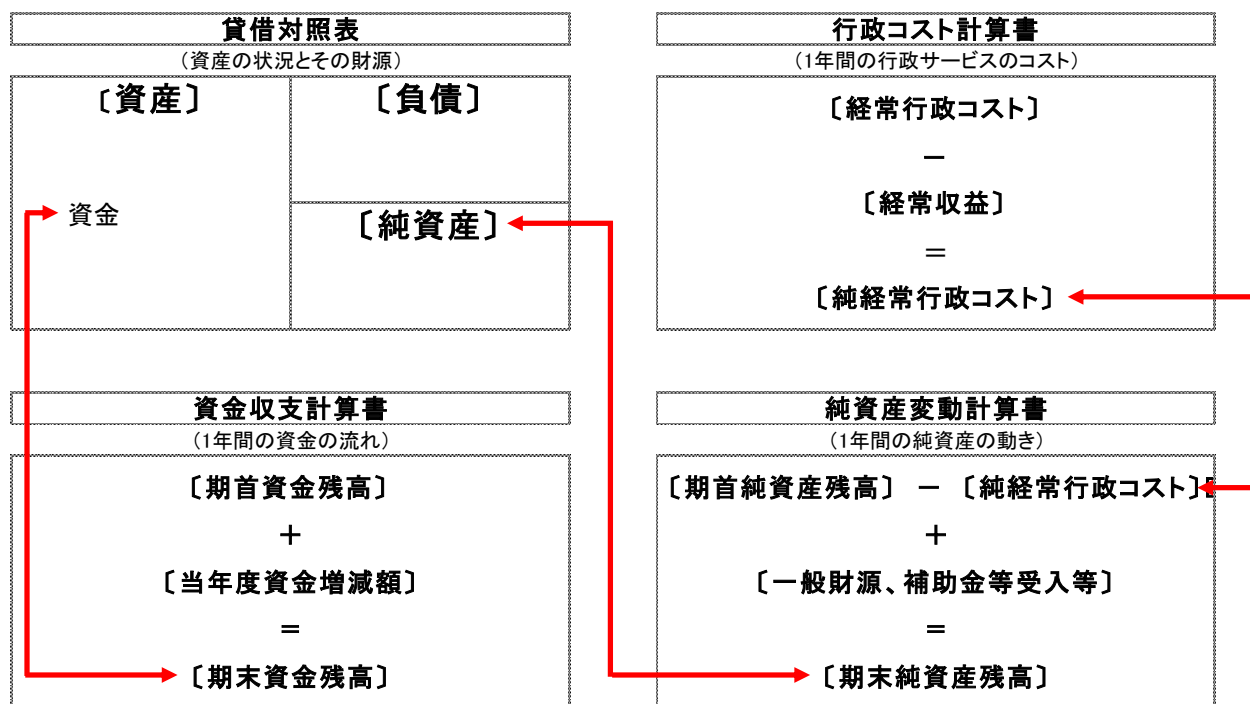 貸借対照表
（資産の状況とその財源）
〔資産〕
〔負債〕
資金
〔純資産〕
行政コスト計算書
（1年間の行政サービスのコスト）
〔経常行政コスト〕
－
〔経常収益〕
＝
〔純経常行政コスト〕
資金収支計算書
（1年間の資金の流れ）
〔期首資金残高〕
＋
〔当年度資金増減額〕
＝
〔期末資金残高〕
純資産変動計算書
（1年間の純資産の動き）
〔期首純資産残高〕 － 〔純経常行政コスト〕
＋
〔一般財源、補助金等受入等〕
＝
〔期末純資産残高〕